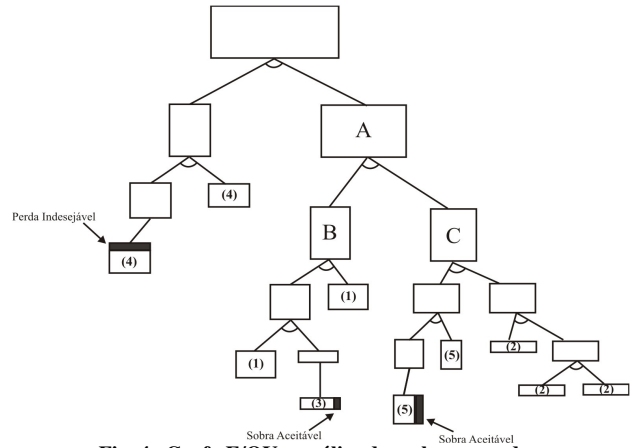 A
(4)
Perda Indesejável
(4)
B
C
(1)
(1)
(5)
(2)
(3)
(5)
(2)
(2)
Sobra Aceitável
Sobra Aceitável